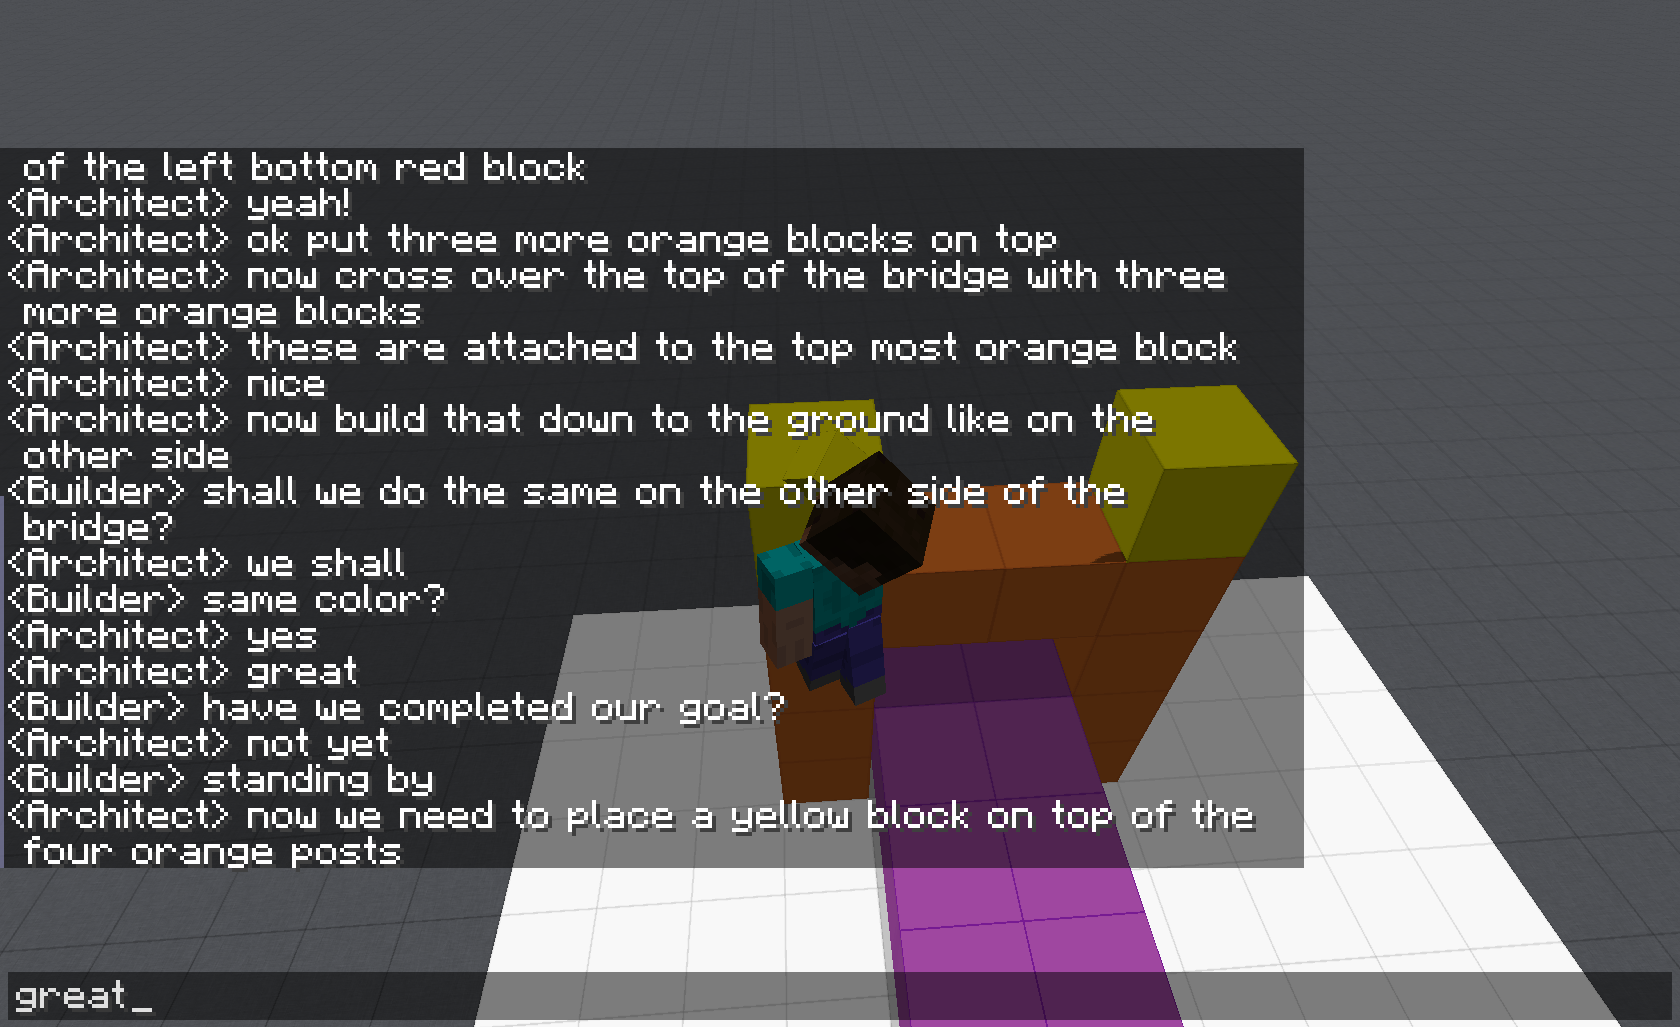 of the left bottom red block
<Architect> yeah!
<Architect> ok put three more orange blocks on top
<Architect> now cross over the top of the bridge with three
more orange blocks
<Architect> these are attached to the top most orange block
<Architect> nice
<Architect> now build that down to the ground like on the
other side
<Builder> shall we do the same on the other side of the
bridge?
<Architect> we shall
<Builder> same color?
<Architect> yes
<Architect> great
<Builder> have we completed our goal?
<Architect> not yet
<Builder> standing by
<Architect> now we need to place a yellow block on top of the
four orange posts
great_